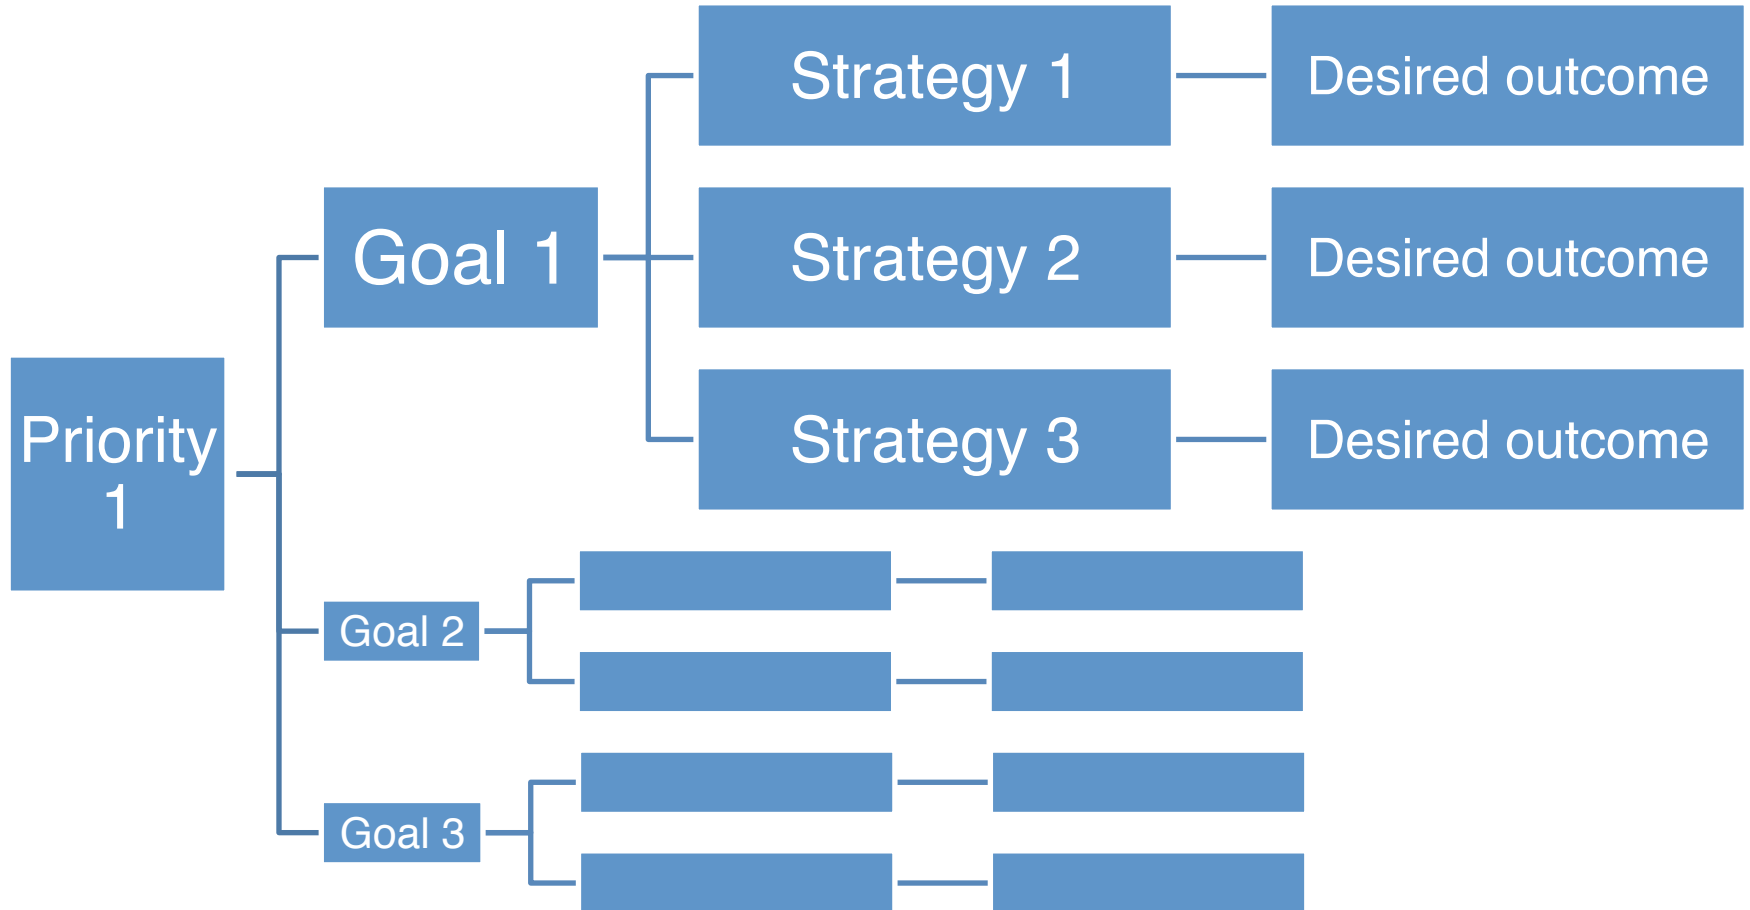 Strategy 1
Desired outcome
Goal 1
Strategy 2
Desired outcome
Priority
1
Strategy 3
Desired outcome
Goal 2
Goal 3